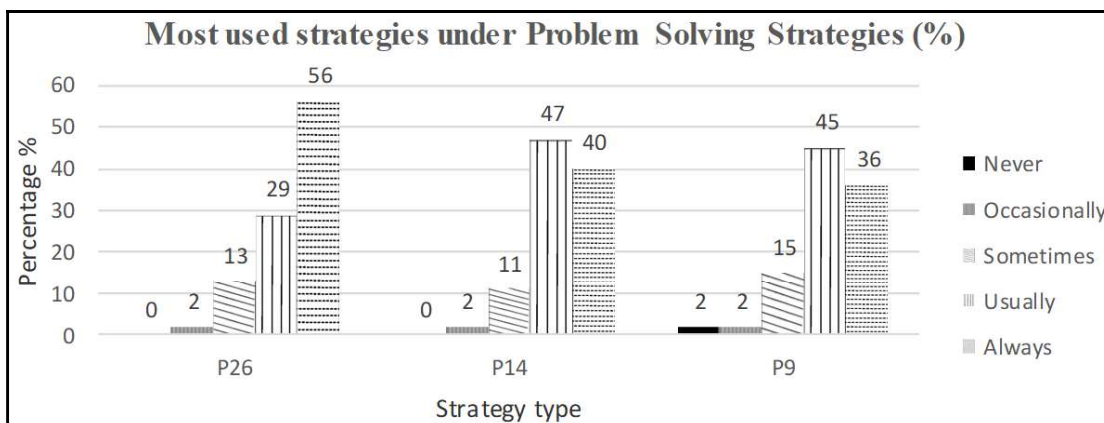 Most used strategies under Problem Solving Strategies (%)
Percentage %
60
50
40
30
20
10
0
0
2
13
29
56
0
2
11
47
40
2
2
15
45
36
P26
P14
P9
Strategy type
Never
Occasionally
Sometimes
Usually
Always